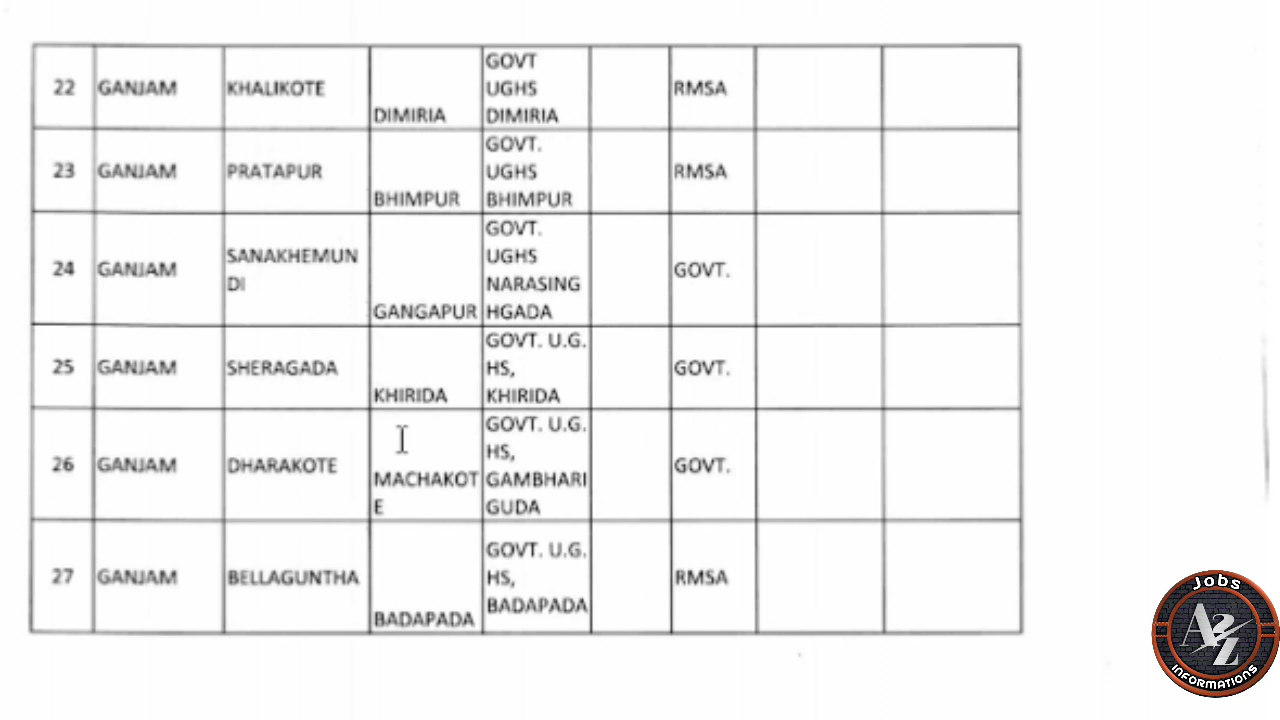 22 GANJAM KHALIKOTE DIMIRIA GOVT UGHS DIMIRIA RMSA
23 GANJAM PRATAPUR BHIMPUR GOVT. UGHS BHIMPUR RMSA
24 GANJAM SANAKHEMUNDI GANGAPUR GOVT. UGHS NARASINGHGADA GOVT.
25 GANJAM SHERAGADA KHIRIDA GOVT. U.G. HS, KHIRIDA GOVT.
26 GANJAM DHARAKOTE MACHAKOTE GOVT. U.G. HS, GAMBHARIGUDA GOVT.
27 GANJAM BELLAGUNTHA BADAPADA GOVT. U.G. HS, BADAPADA RMSA
Jobs
A2Z
INFORMATIONS